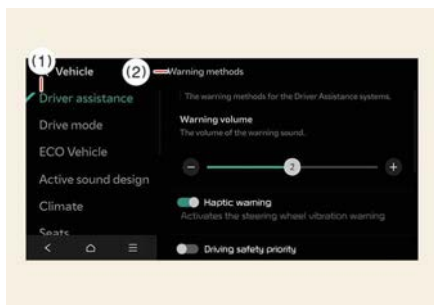 (1)
Vehicle
(2)
Warning methods
Driver assistance
Drive mode
ECO Vehicle
Active sound design
Climate
Seats
The warning methods for the Driver Assistance systems.
Warning volume
The volume of the warning sound.
2
Haptic warning
Activates the steering wheel vibration warning
Driving safety priority